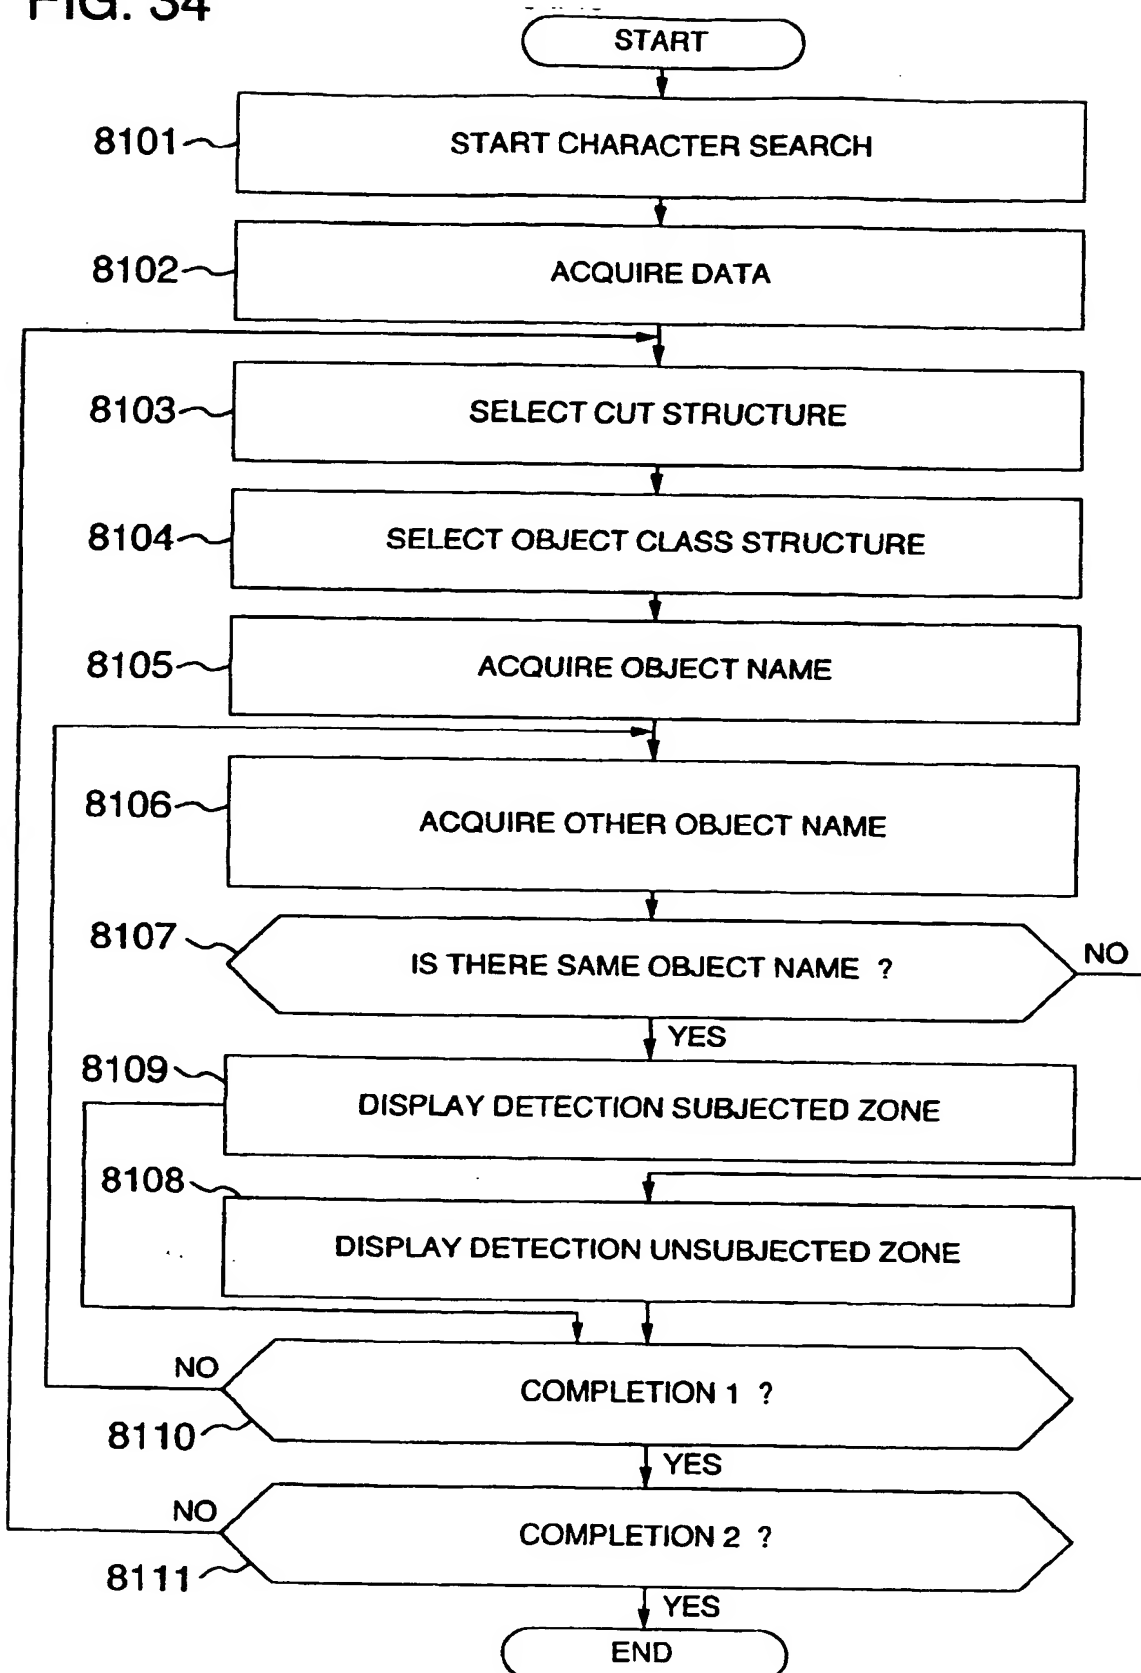 FIG. 34
START
8101
START CHARACTER SEARCH
8102
ACQUIRE DATA
8103
SELECT CUT STRUCTURE
8104
SELECT OBJECT CLASS STRUCTURE
8105
ACQUIRE OBJECT NAME
8106
ACQUIRE OTHER OBJECT NAME
8107
IS THERE SAME OBJECT NAME ?
NO
YES
8109
DISPLAY DETECTION SUBJECTED ZONE
8108
DISPLAY DETECTION UNSUBJECTED ZONE
NO
COMPLETION 1 ?
8110
YES
NO
COMPLETION 2 ?
8111
YES
END